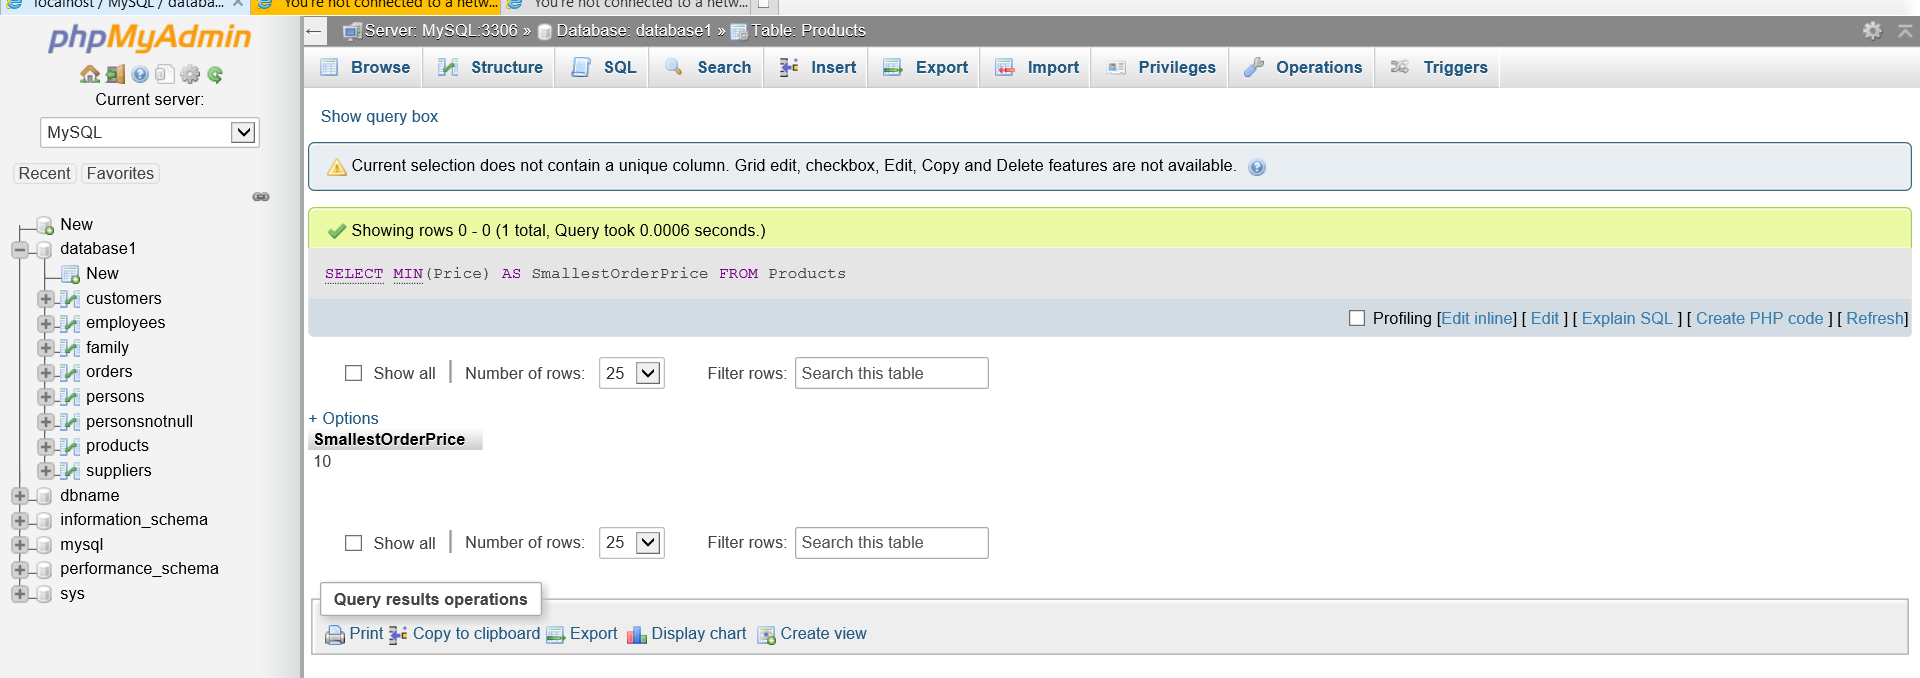 localhost / MySQL / databa...
You're not connected to a netw...
You're not connected to a netw...
phpMyAdmin
Current server:
MySQL
Recent Favorites
New
database1
New
customers
employees
family
orders
persons
personsnotnull
products
suppliers
dbname
information_schema
mysql
performance_schema
sys
Server: MySQL:3306 » Database: database1 » Table: Products
Browse Structure SQL Search Insert Export Import Privileges Operations Triggers
Show query box
Current selection does not contain a unique column. Grid edit, checkbox, Edit, Copy and Delete features are not available.
Showing rows 0 - 0 (1 total, Query took 0.0006 seconds.)
SELECT MIN(Price) AS SmallestOrderPrice FROM Products
Profiling [Edit inline] [ Edit ] [ Explain SQL ] [ Create PHP code ] [ Refresh]
Show all | Number of rows: 25 Filter rows: Search this table
+ Options
SmallestOrderPrice
10
Show all | Number of rows: 25 Filter rows: Search this table
Query results operations
Print Copy to clipboard Export Display chart Create view